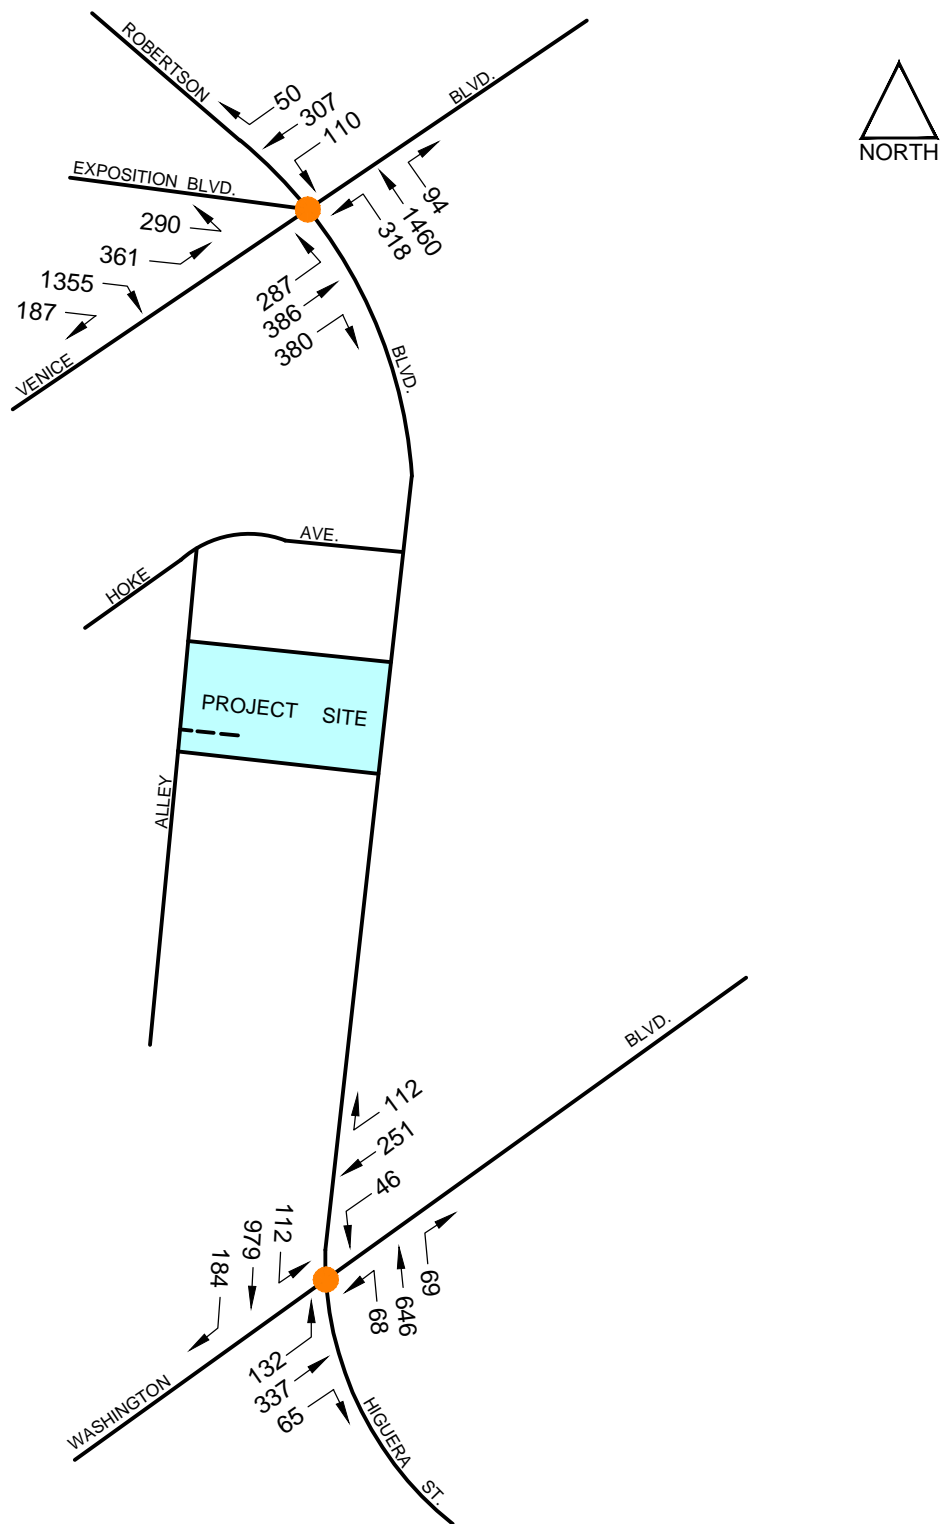 ROBERTSON
BLVD.
NORTH
50
307
110
EXPOSITION BLVD.
290
361
1355
187
94
1460
318
287
386
380
VENICE
BLVD.
AVE.
HOKE
PROJECT SITE
ALLEY
BLVD.
112
251
46
112
979
184
69
646
68
132
337
65
WASHINGTON
HIGUERA ST.